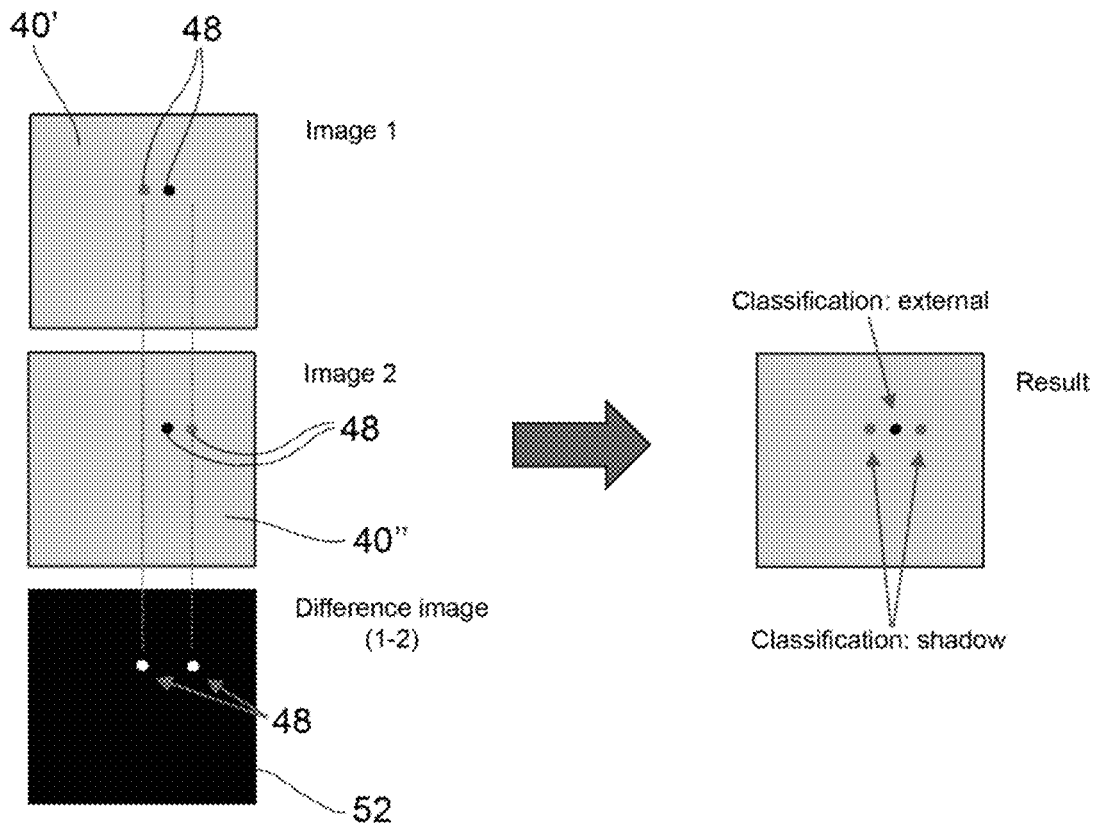 40'
48
Image 1
Image 2
48
40"
Difference image
(1-2)
48
52
Classification: external
Result
Classification: shadow